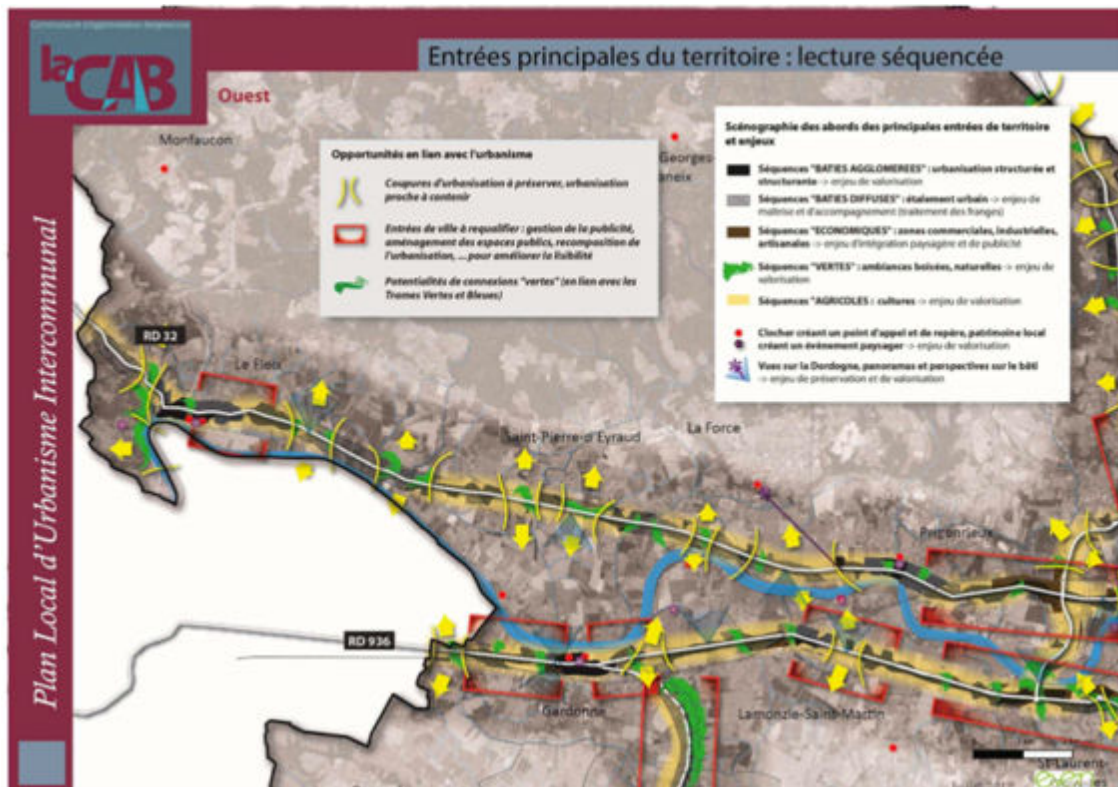 la CAB
Entrées principales du territoire : lecture séquencée
Ouest
Plan Local d'Urbanisme Intercommunal
Monfaucon
Georges-
Opportunités en lien avec l'urbanisme
Coupures d'urbanisation à préserver, urbanisation
proche à contenir
Entrées de ville à requalifier : gestion de la publicité,
aménagement des espaces publics, recomposition de
l'urbanisation, ... pour améliorer la lisibilité
Potentialités de connexions "vertes" (en lien avec les
Trames Vertes et Bleues)
Scénographie des abords des principales entrées de territoire
et enjeux
Séquences "BATIES AGGLOMEREES" : urbanisation structurée et
structurante -> enjeu de valorisation
Séquences "BATIES DIFFUSES" : étalement urbain -> enjeu de
maîtrise et d'accompagnement (traitement des franges)
Séquences "ECONOMIQUES" : zones commerciales, industrielles,
artisanales -> enjeu d'intégration paysagère et de publicité
Séquences "VERTES" : ambiances boisées, naturelles -> enjeu de
valorisation
Séquences "AGRICOLES : cultures -> enjeu de valorisation
Clocher créant un point d'appel et de repère, patrimoine local
créant un évènement paysager -> enjeu de valorisation
Vues sur la Dordogne, panoramas et perspectives sur le bâti
-> enjeu de préservation et de valorisation
RD 32
Le Fleix
Saint-Pierre-d'Eyraud
La Force
Prigonrieux
RD 936
Gardonne
Lamonzie-Saint-Martin
St-Laurent-